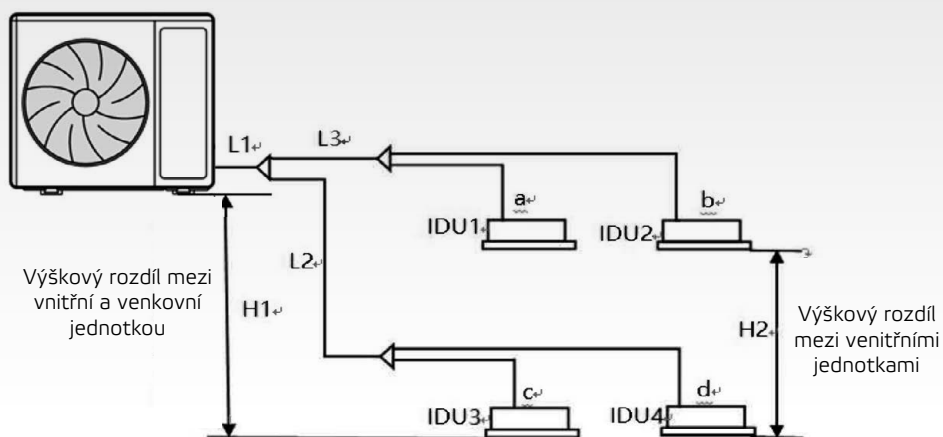 L1
L3
a
b
IDU1
IDU2
L2
Výškový rozdíl mezi
vnitřní a venkovní
jednotkou
H1
H2
Výškový rozdíl
mezi venitřními
jednotkami
c
d
IDU3
IDU4